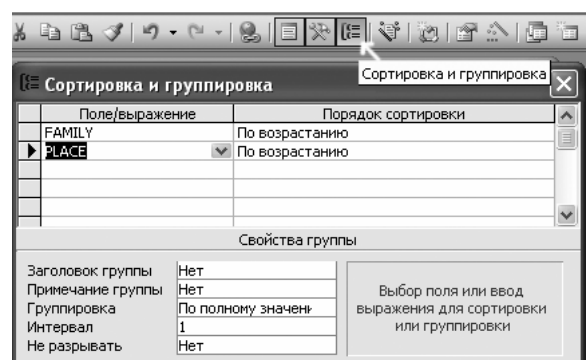 Сортировка и группировка
Сортировка и группировка
Поле/выражение Порядок сортировки
FAMILY По возрастанию
PLACE По возрастанию
Свойства группы
Заголовок группы Нет
Примечание группы Нет
Группировка По полному значени
Интервал 1
Не разрывать Нет
Выбор поля или ввод
выражения для сортировки
или группировки